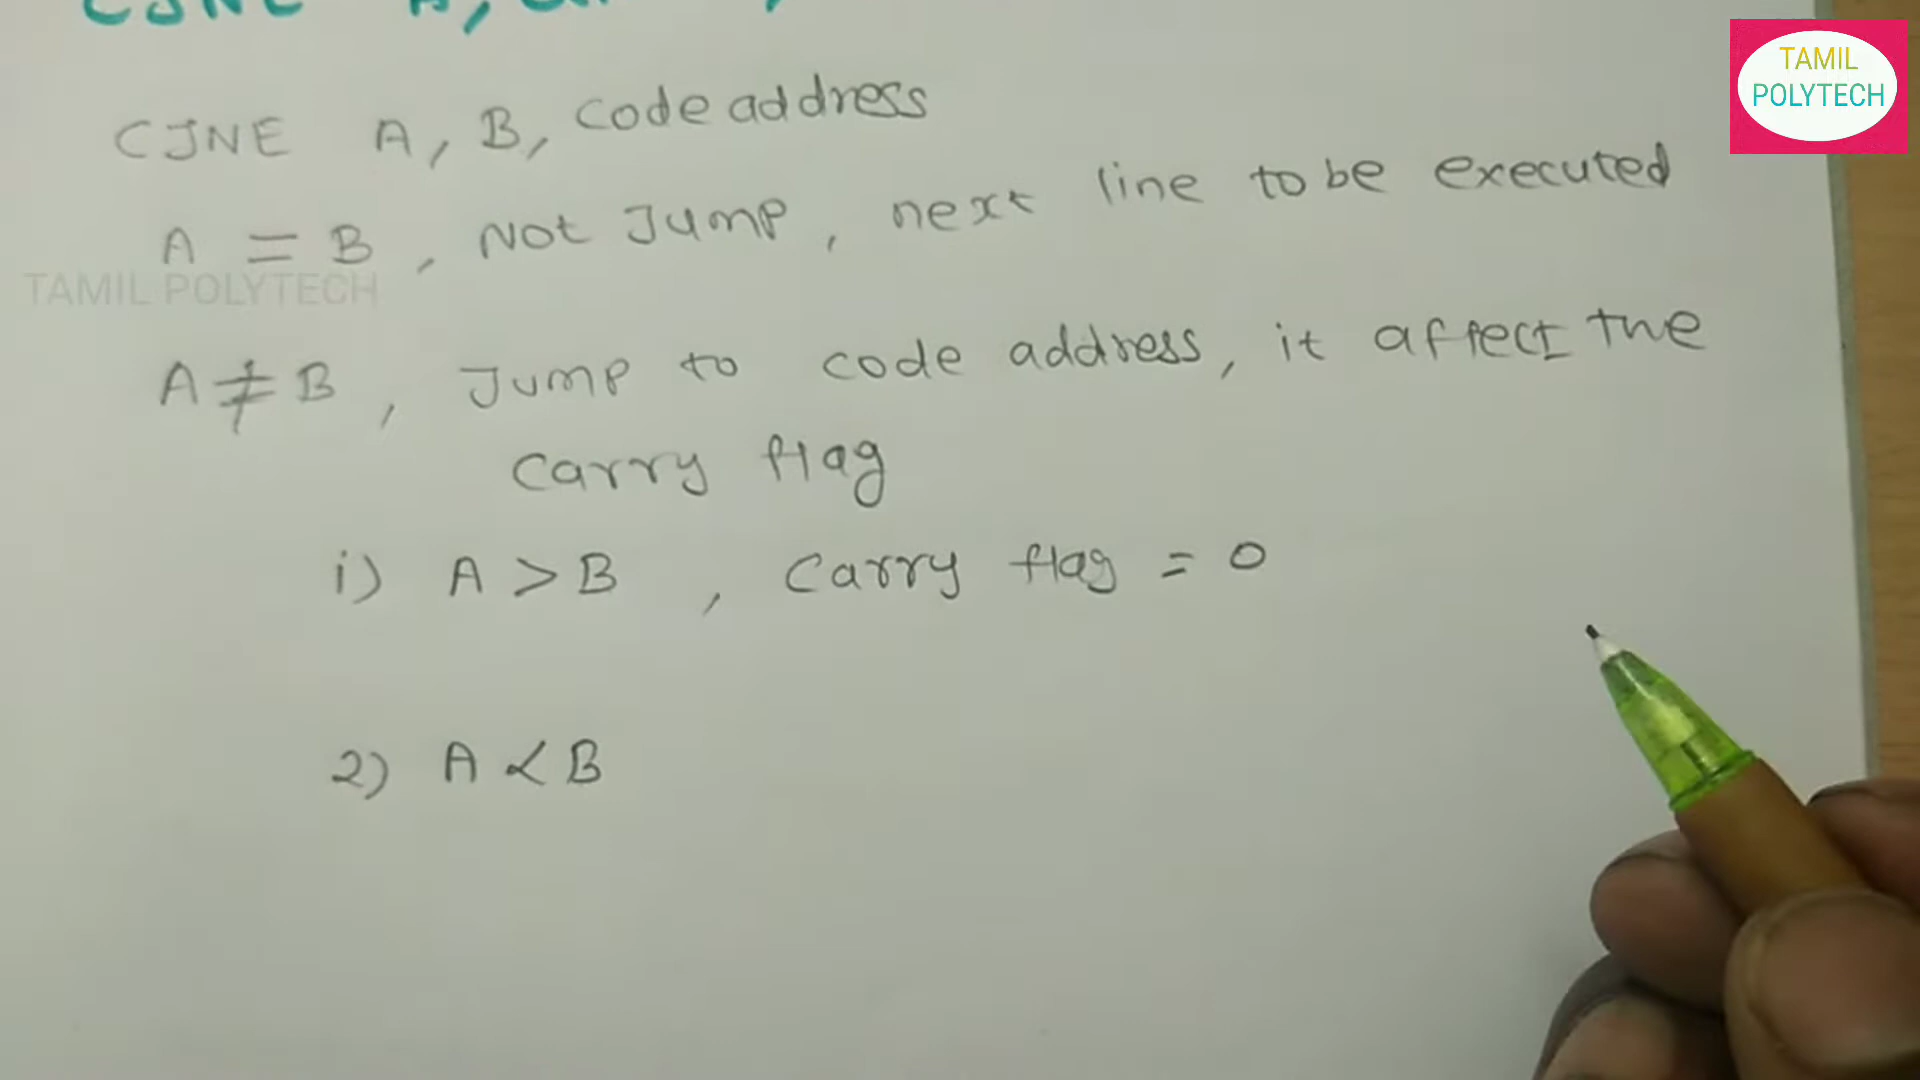 CJNE A,
TAMIL
POLYTECH
CJNE A, B, Code address
A = B, Not Jump, next line to be executed
TAMIL POLYTECH
A ≠ B, Jump to code address, it affect the
Carry flag
i) A > B, Carry flag = 0
2) A < B